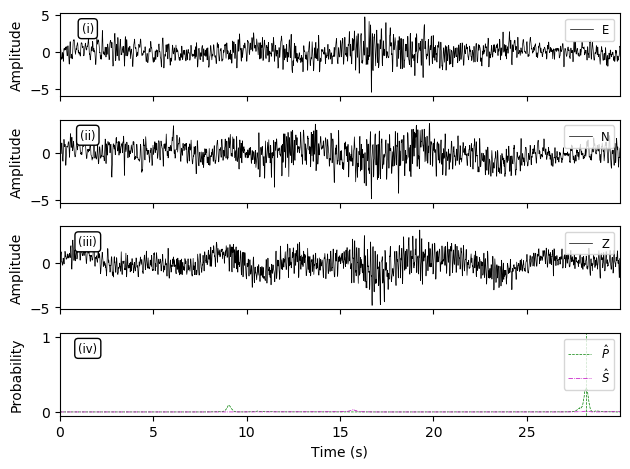 5
0
−5
Amplitude
(i)
E
0
−5
Amplitude
(ii)
N
0
−5
Amplitude
(iii)
Z
1
0
Probability
(iv)
P̂
Ŝ
0 5 10 15 20 25
Time (s)